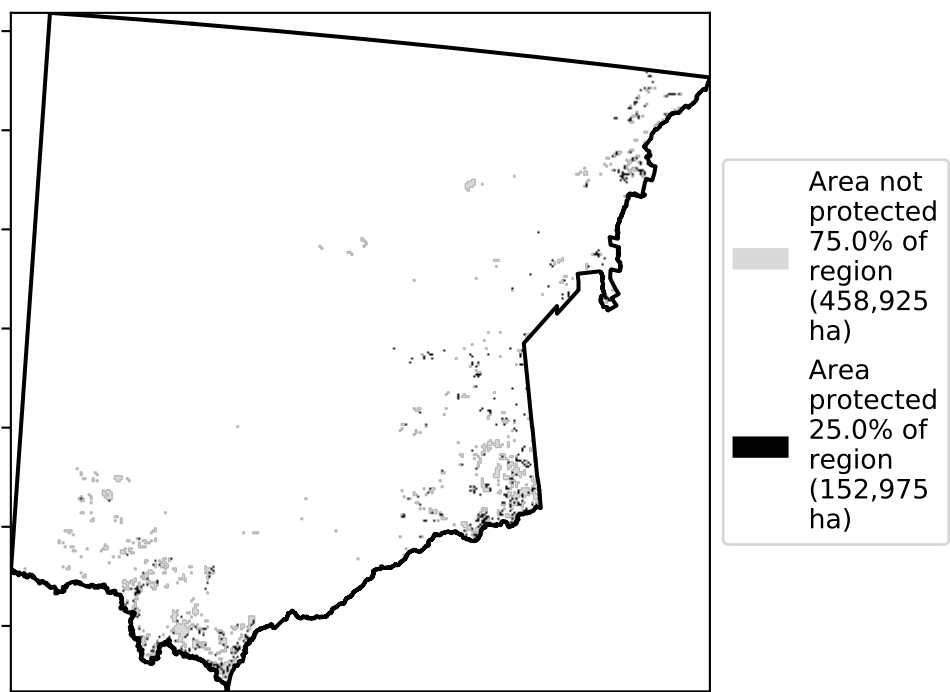 Area not
protected
75.0% of
region
(458,925
ha)
Area
protected
25.0% of
region
(152,975
ha)